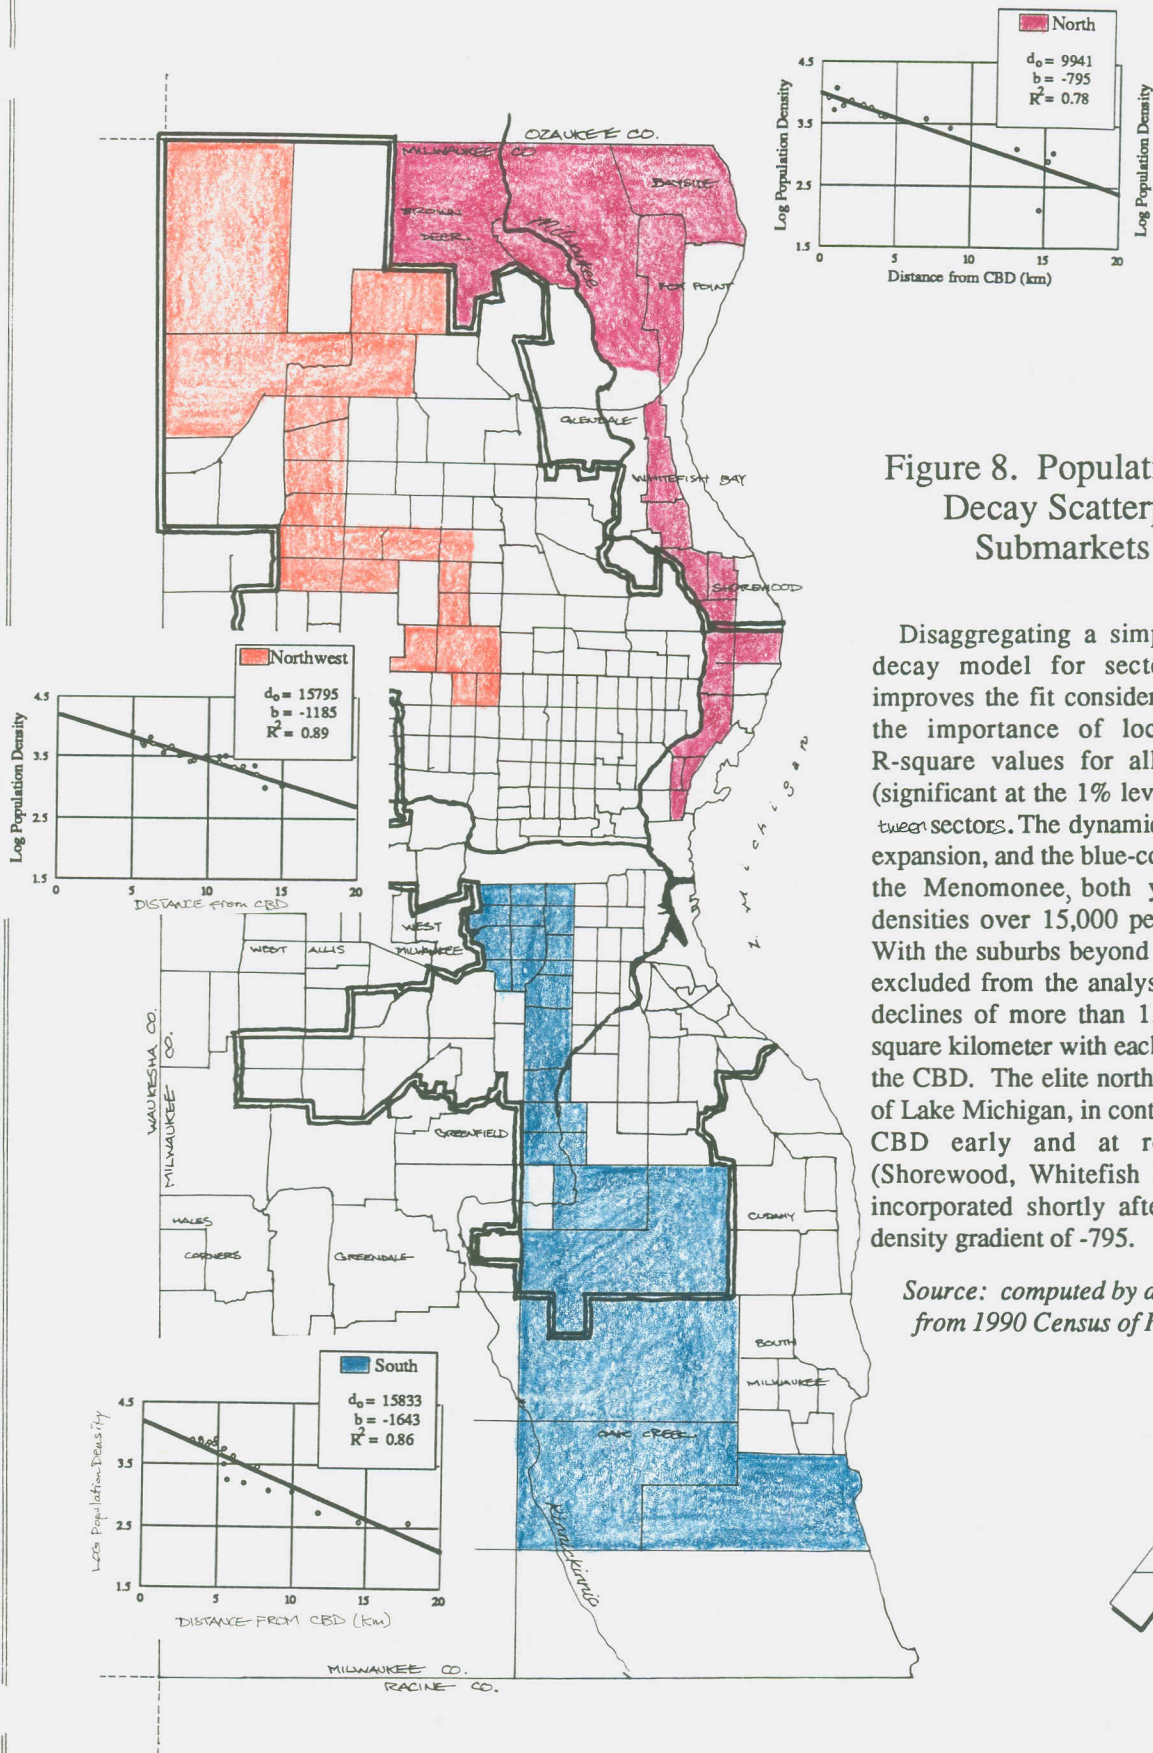 North
d₀ = 9941
b = -795
R² = 0.78
Log Population Density
4.5
3.5
2.5
1.5
0
5
10
15
20
Distance from CBD (km)
Log Population Density
OZAUKEE CO.
MILWAUKEE CO
BAYSIDE
BROWN
DEER
Milwaukee
FOX POINT
GLENDALE
WHITEFISH BAY
SHOREWOOD
L. Michigan
Figure 8. Populati
Decay Scatter
Submarkets
Disaggregating a simp
decay model for secto
improves the fit consider
the importance of loc
R-square values for all
(significant at the 1% lev
tween sectors. The dynami
expansion, and the blue-co
the Menomonee, both y
densities over 15,000 pe
With the suburbs beyond
excluded from the analys
declines of more than 1
square kilometer with each
the CBD. The elite north
of Lake Michigan, in cont
CBD early and at r
(Shorewood, Whitefish
incorporated shortly afte
density gradient of -795.
Source: computed by a
from 1990 Census of
Northwest
d₀ = 15795
b = -1185
R² = 0.89
Log Population Density
4.5
3.5
2.5
1.5
0
5
10
15
20
DISTANCE from CBD
WEST
MILWAUKEE
WEST ALLIS
WAUKESHA CO.
MILWAUKEE CO.
GREENFIELD
HALES
CORNERS
GREENDALE
CUDAHY
SOUTH
MILWAUKEE
OAK CREEK
Kinnickinnic
South
d₀ = 15833
b = -1643
R² = 0.86
LOG Population Density
4.5
3.5
2.5
1.5
0
5
10
15
20
DISTANCE FROM CBD (km)
MILWAUKEE CO.
RACINE CO.